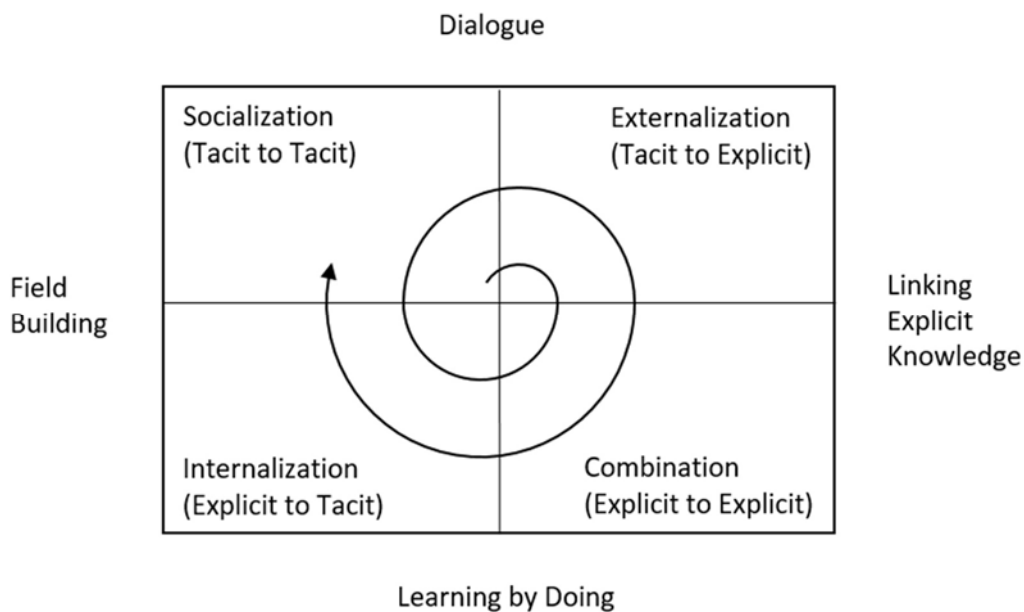 Dialogue
Socialization
(Tacit to Tacit)
Externalization
(Tacit to Explicit)
Field
Building
Linking
Explicit
Knowledge
Internalization
(Explicit to Tacit)
Combination
(Explicit to Explicit)
Learning by Doing